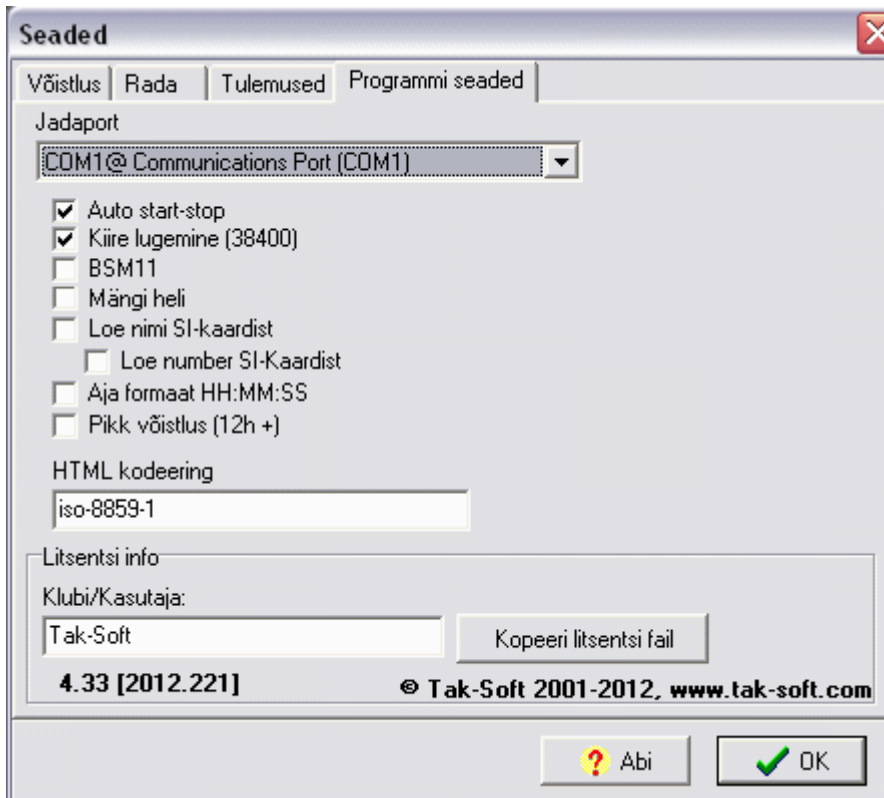 Seaded
Võistlus Rada Tulemused Programmi seaded
Jadaport
COM1@ Communications Port (COM1)
Auto start-stop
Kiire lugemine (38400)
BSM11
Mängi heli
Loe nimi SI-kaardist
Loe number SI-Kaardist
Aja formaat HH:MM:SS
Pikk võistlus (12h +)
HTML kodeering
iso-8859-1
Litsentsi info
Klubi/Kasutaja:
Tak-Soft Kopeeri litsentsi fail
4.33 [2012.221] © Tak-Soft 2001-2012, www.tak-soft.com
? Abi OK